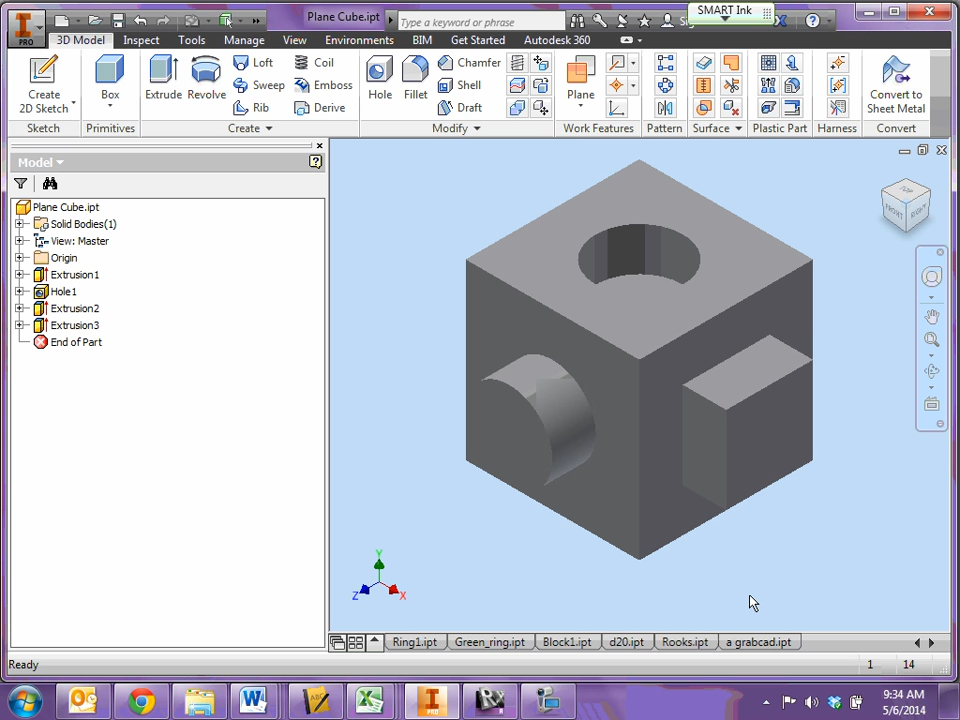 SMART Ink
Plane Cube.ipt
Type a keyword or phrase
PRO
3D Model Inspect Tools Manage View Environments BIM Get Started Autodesk 360
Create
2D Sketch
Box
Extrude
Revolve
Loft
Sweep
Rib
Coil
Emboss
Derive
Hole
Fillet
Chamfer
Shell
Draft
Plane
Convert to
Sheet Metal
Sketch Primitives Create Modify Work Features Pattern Surface Plastic Part Harness Convert
Model
Plane Cube.ipt
Solid Bodies(1)
View: Master
Origin
Extrusion1
Hole1
Extrusion2
Extrusion3
End of Part
TOP
FRONT
RIGHT
Y
Z
X
Ring1.ipt Green_ring.ipt Block1.ipt d20.ipt Rooks.ipt a grabcad.ipt
Ready
1 14
9:34 AM
5/6/2014